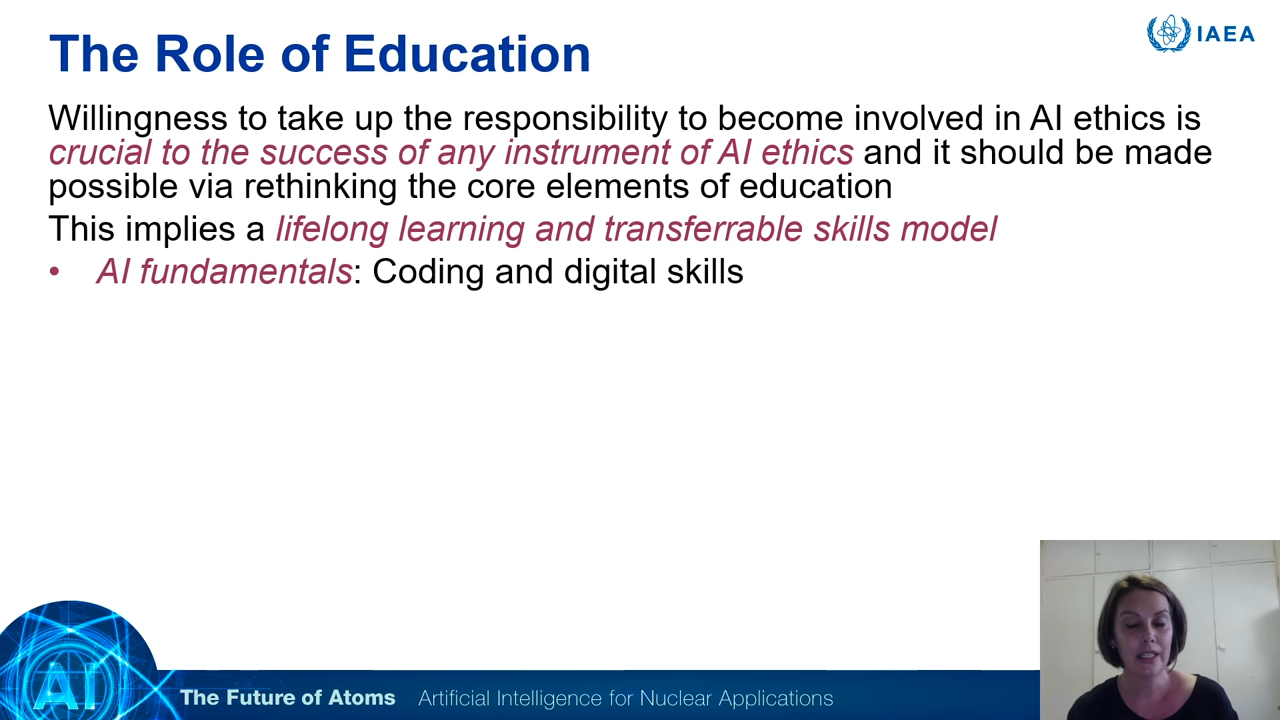 The Role of Education
IAEA
Willingness to take up the responsibility to become involved in AI ethics is
crucial to the success of any instrument of AI ethics and it should be made
possible via rethinking the core elements of education
This implies a lifelong learning and transferrable skills model
• AI fundamentals: Coding and digital skills
AI
The Future of Atoms Artificial Intelligence for Nuclear Applications